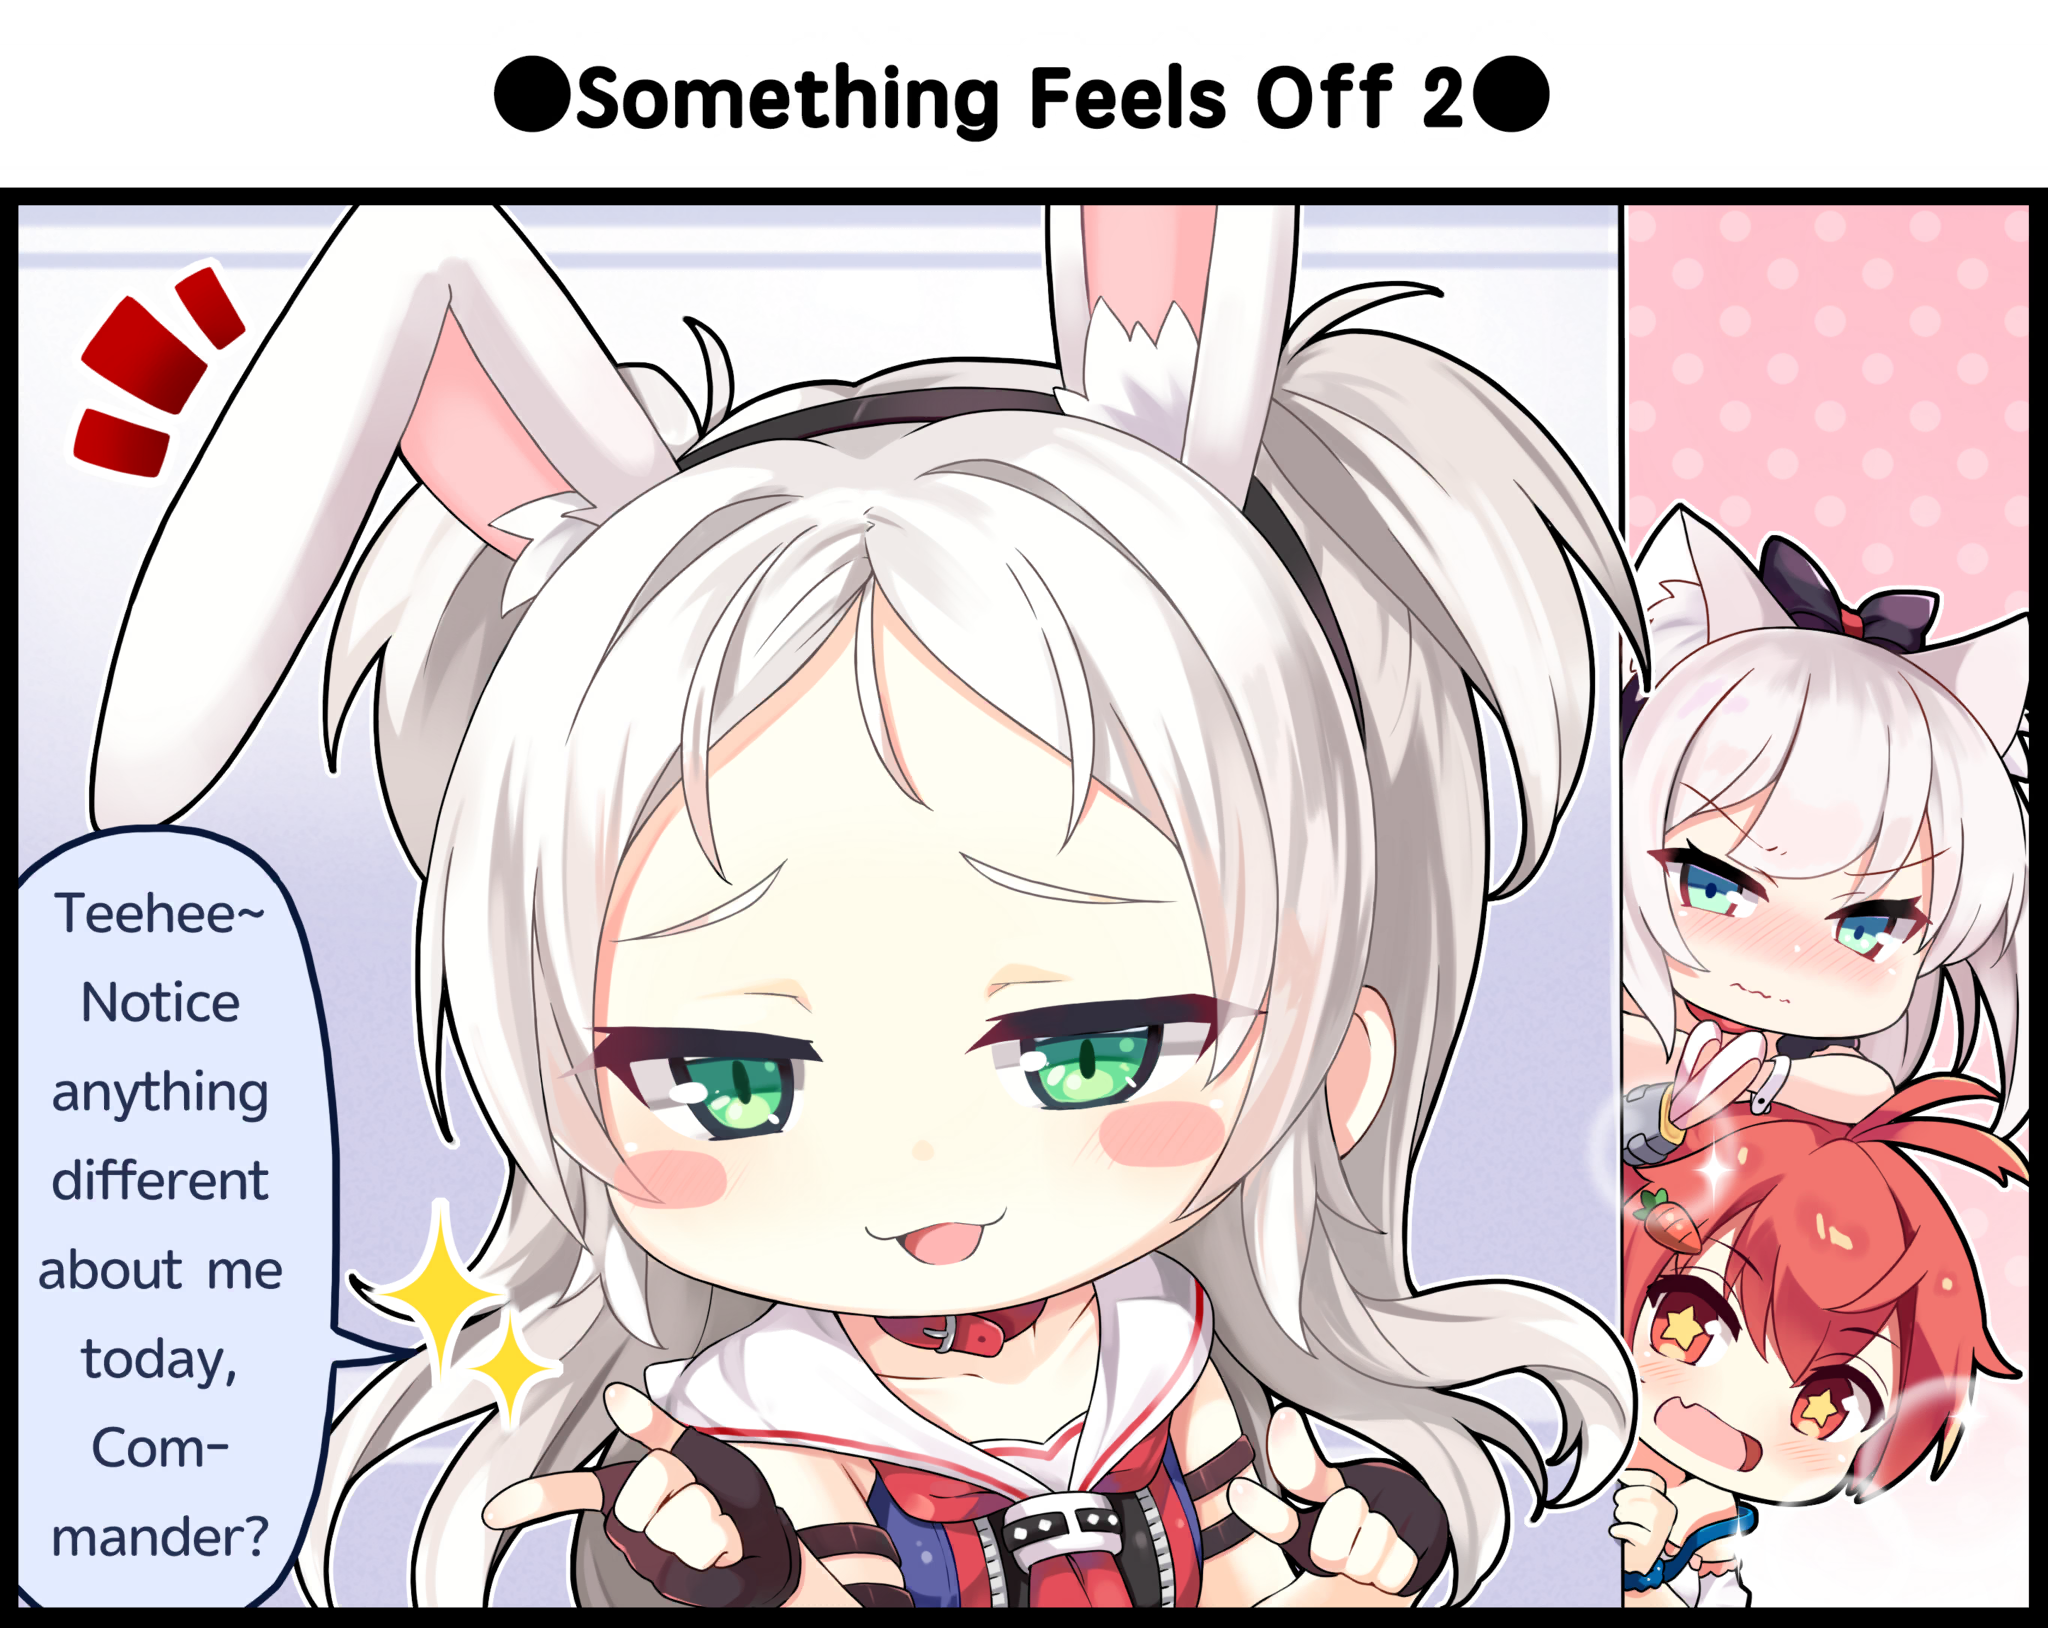 ●Something Feels Off 2●
Teehee~
Notice
anything
different
about me
today,
Com-
mander?